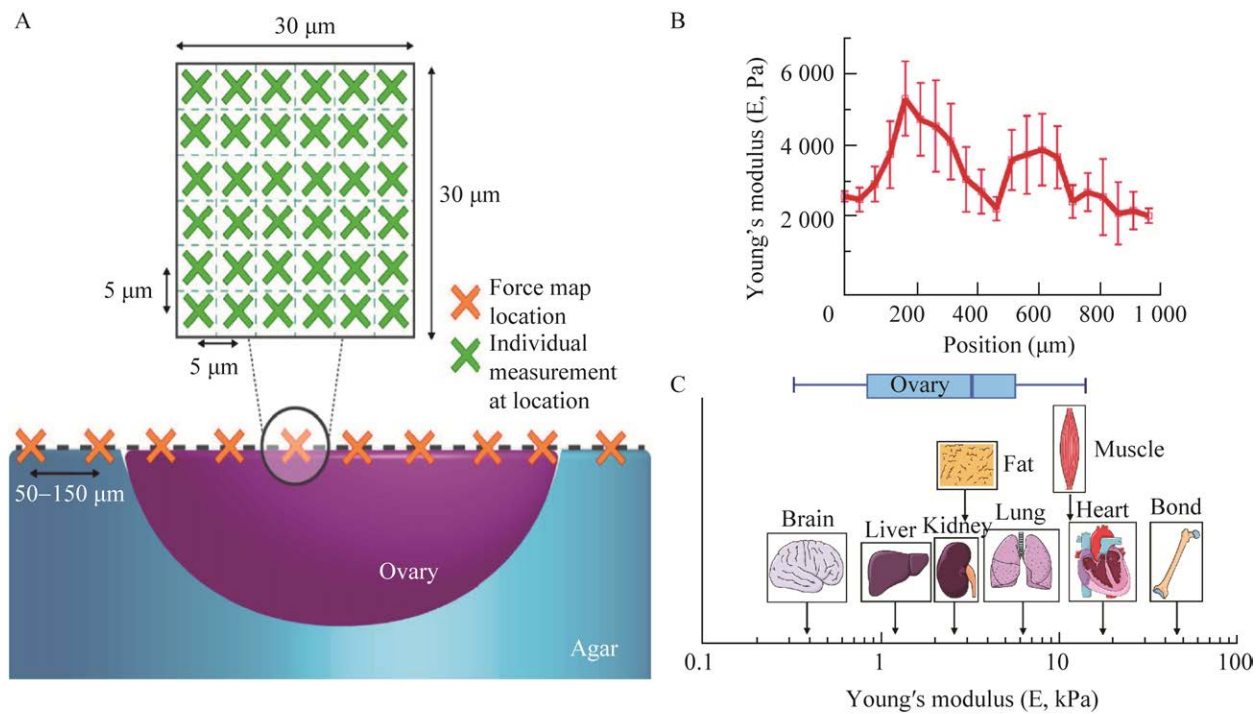 A
30 μm
30 μm
5 μm
5 μm
Force map
location
Individual
measurement
at location
50–150 μm
Ovary
Agar
B
Young's modulus (E, Pa)
6 000
4 000
2 000
0
0
200
400
600
800
1 000
Position (μm)
C
Ovary
Fat
Muscle
Brain
Liver
Kidney
Lung
Heart
Bond
0.1
1
10
100
Young's modulus (E, kPa)